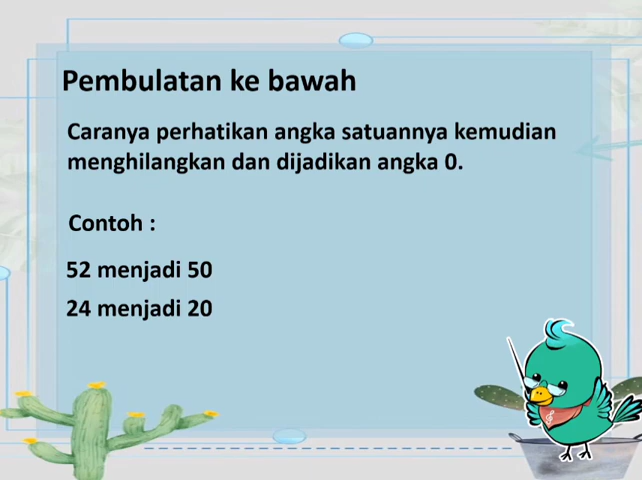 Pembulatan ke bawah
Caranya perhatikan angka satuannya kemudian
menghilangkan dan dijadikan angka 0.
Contoh :
52 menjadi 50
24 menjadi 20